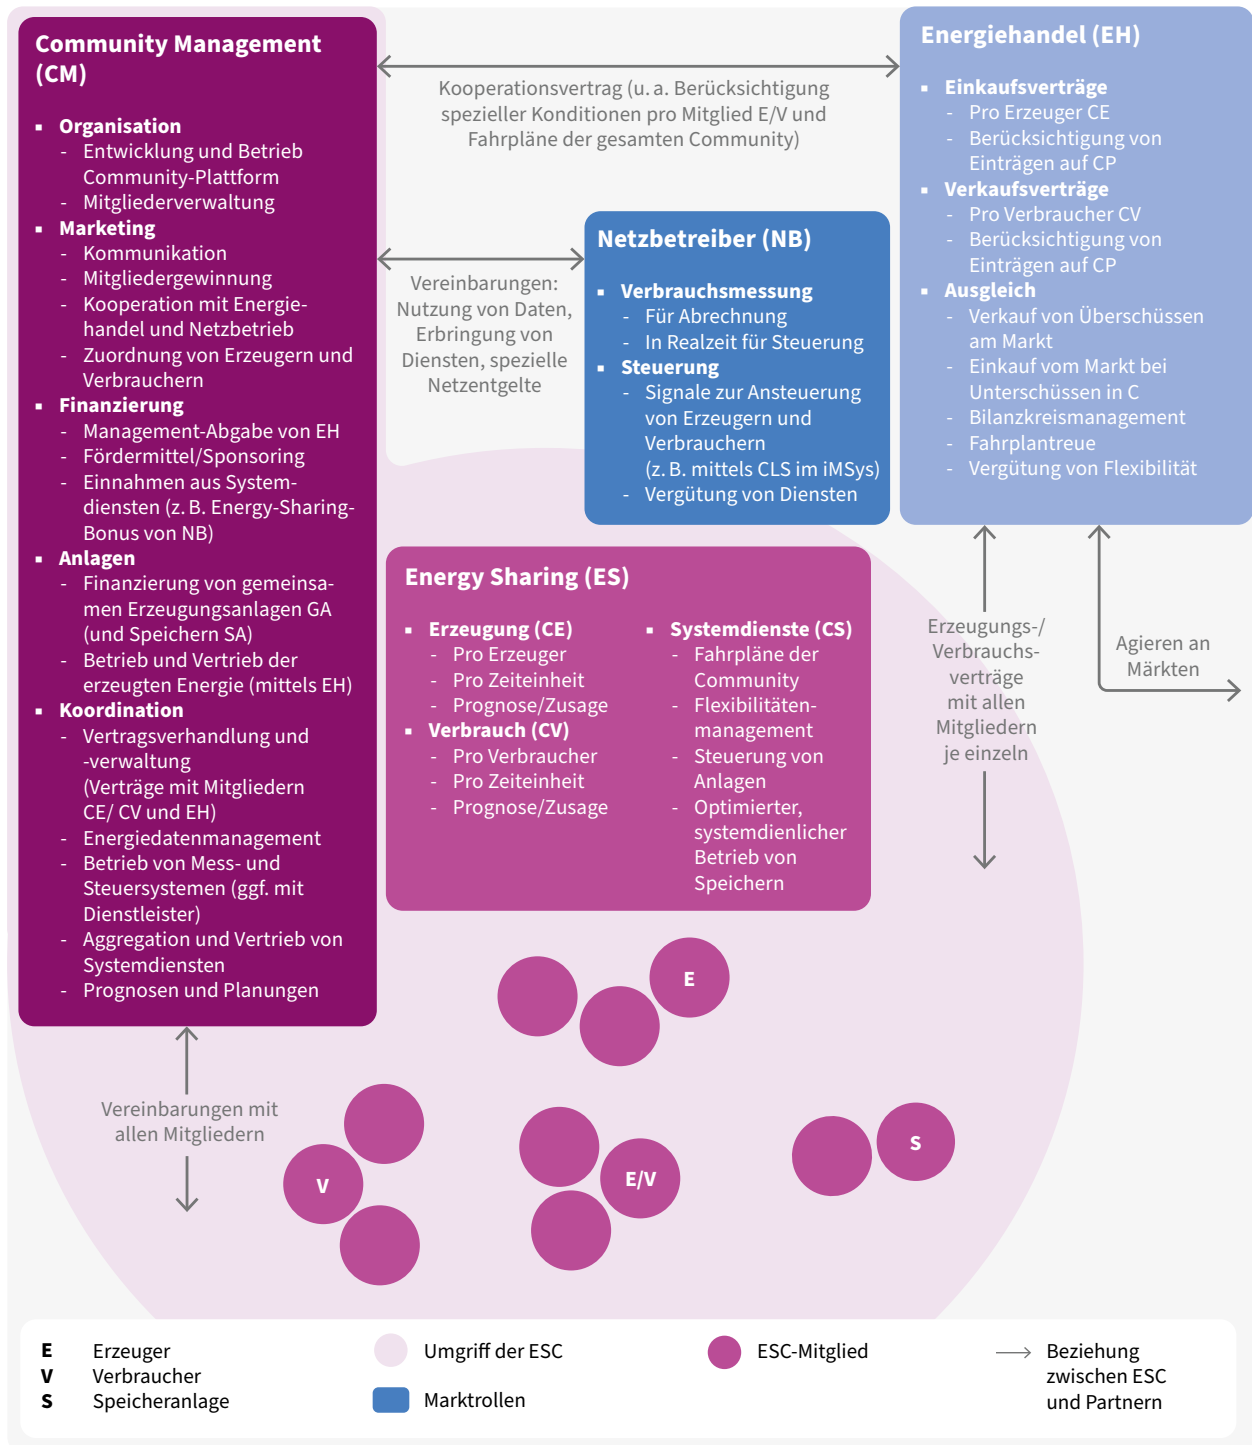 Community Management
(CM)
▪ Organisation
- Entwicklung und Betrieb
Community-Plattform
- Mitgliederverwaltung
▪ Marketing
- Kommunikation
- Mitgliedergewinnung
- Kooperation mit Energie-
handel und Netzbetrieb
- Zuordnung von Erzeugern und
Verbrauchern
▪ Finanzierung
- Management-Abgabe von EH
- Fördermittel/Sponsoring
- Einnahmen aus System-
diensten (z. B. Energy-Sharing-
Bonus von NB)
▪ Anlagen
- Finanzierung von gemeinsa-
men Erzeugungsanlagen GA
(und Speichern SA)
- Betrieb und Vertrieb der
erzeugten Energie (mittels EH)
▪ Koordination
- Vertragsverhandlung und
-verwaltung
(Verträge mit Mitgliedern
CE/ CV und EH)
- Energiedatenmanagement
- Betrieb von Mess- und
Steuersystemen (ggf. mit
Dienstleister)
- Aggregation und Vertrieb von
Systemdiensten
- Prognosen und Planungen
Kooperationsvertrag (u. a. Berücksichtigung
spezieller Konditionen pro Mitglied E/V und
Fahrpläne der gesamten Community)
Vereinbarungen:
Nutzung von Daten,
Erbringung von
Diensten, spezielle
Netzentgelte
Netzbetreiber (NB)
▪ Verbrauchsmessung
- Für Abrechnung
- In Realzeit für Steuerung
▪ Steuerung
- Signale zur Ansteuerung
von Erzeugern und
Verbrauchern
(z. B. mittels CLS im iMSys)
- Vergütung von Diensten
Energiehandel (EH)
▪ Einkaufsverträge
- Pro Erzeuger CE
- Berücksichtigung von
Einträgen auf CP
▪ Verkaufsverträge
- Pro Verbraucher CV
- Berücksichtigung von
Einträgen auf CP
▪ Ausgleich
- Verkauf von Überschüssen
am Markt
- Einkauf vom Markt bei
Unterschüssen in C
- Bilanzkreismanagement
- Fahrplantreue
- Vergütung von Flexibilität
Energy Sharing (ES)
▪ Erzeugung (CE)
- Pro Erzeuger
- Pro Zeiteinheit
- Prognose/Zusage
▪ Verbrauch (CV)
- Pro Verbraucher
- Pro Zeiteinheit
- Prognose/Zusage
▪ Systemdienste (CS)
- Fahrpläne der
Community
- Flexibilitäten-
management
- Steuerung von
Anlagen
- Optimierter,
systemdienlicher
Betrieb von
Speichern
Erzeugungs-/
Verbrauchs-
verträge
mit allen
Mitgliedern
je einzeln
Agieren an
Märkten
Vereinbarungen mit
allen Mitgliedern
E
V
E/V
S
E Erzeuger
V Verbraucher
S Speicheranlage
Umgriff der ESC
Marktrollen
ESC-Mitglied
Beziehung
zwischen ESC
und Partnern